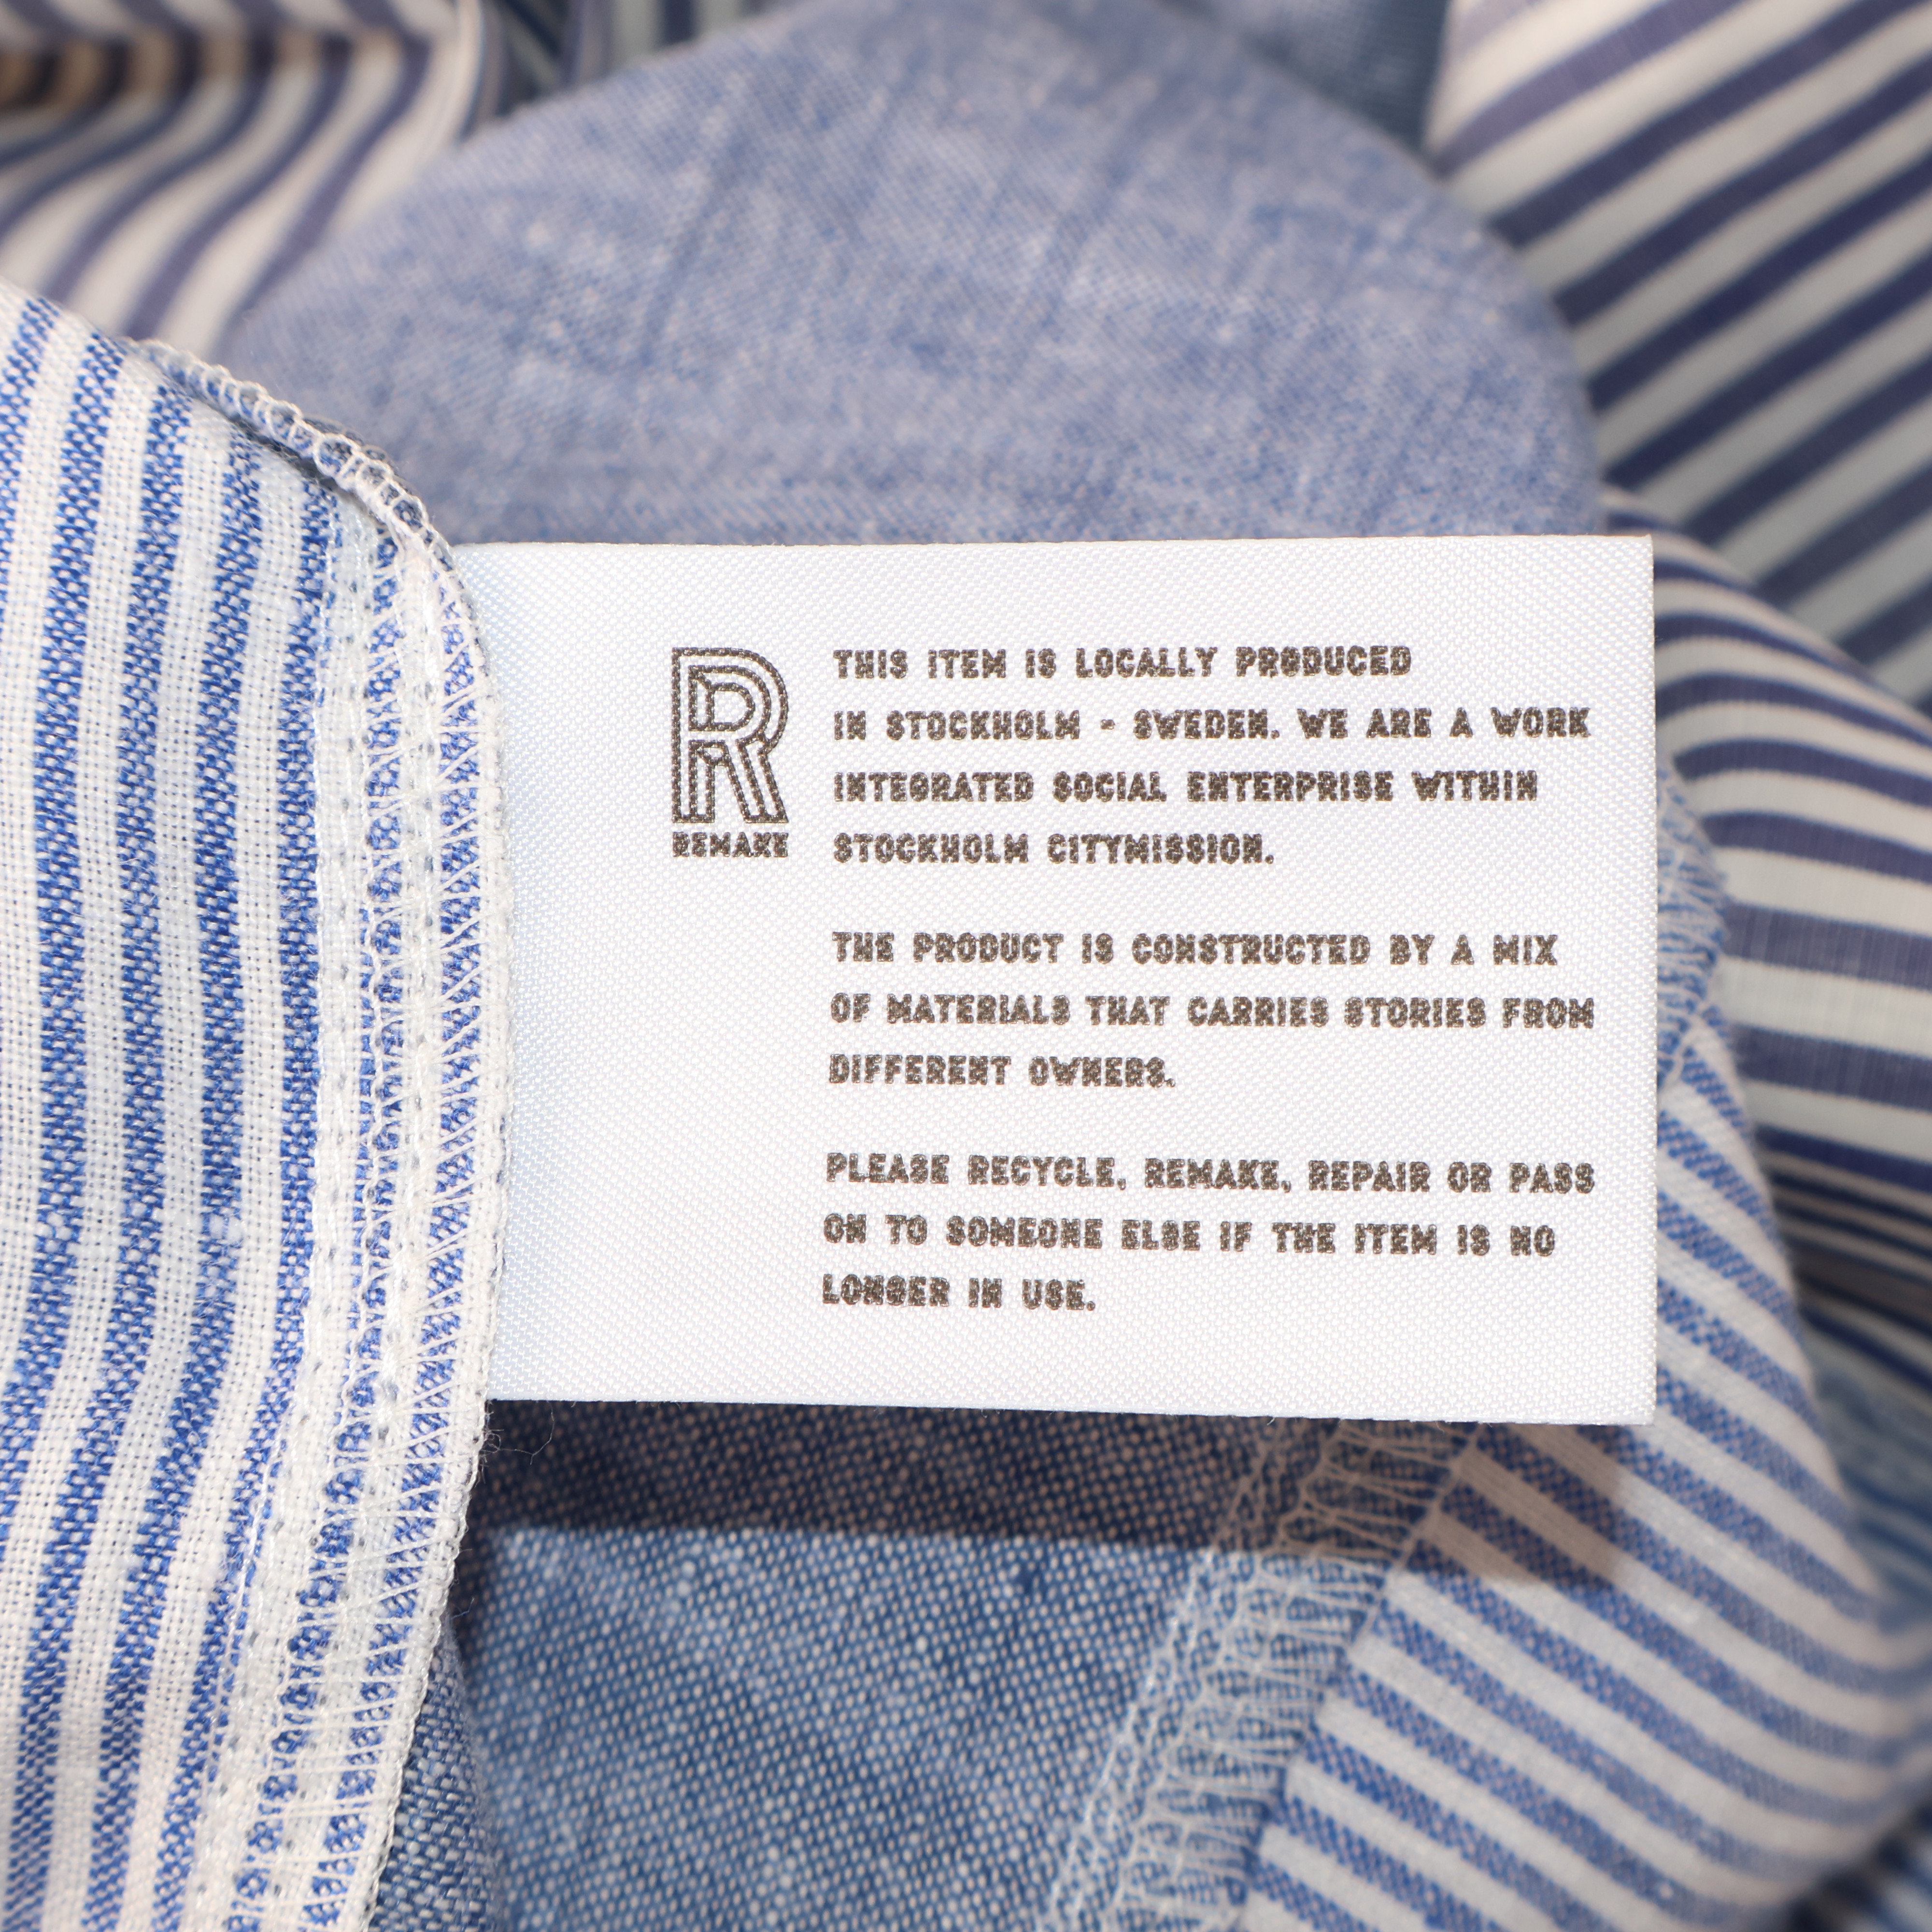 R
REMAKE
THIS ITEM IS LOCALLY PRODUCED
IN STOCKHOLM - SWEDEN. WE ARE A WORK
INTEGRATED SOCIAL ENTERPRISE WITHIN
STOCKHOLM CITYMISSION.
THE PRODUCT IS CONSTRUCTED BY A MIX
OF MATERIALS THAT CARRIES STORIES FROM
DIFFERENT OWNERS.
PLEASE RECYCLE, REMAKE, REPAIR OR PASS
ON TO SOMEONE ELSE IF THE ITEM IS NO
LONGER IN USE.